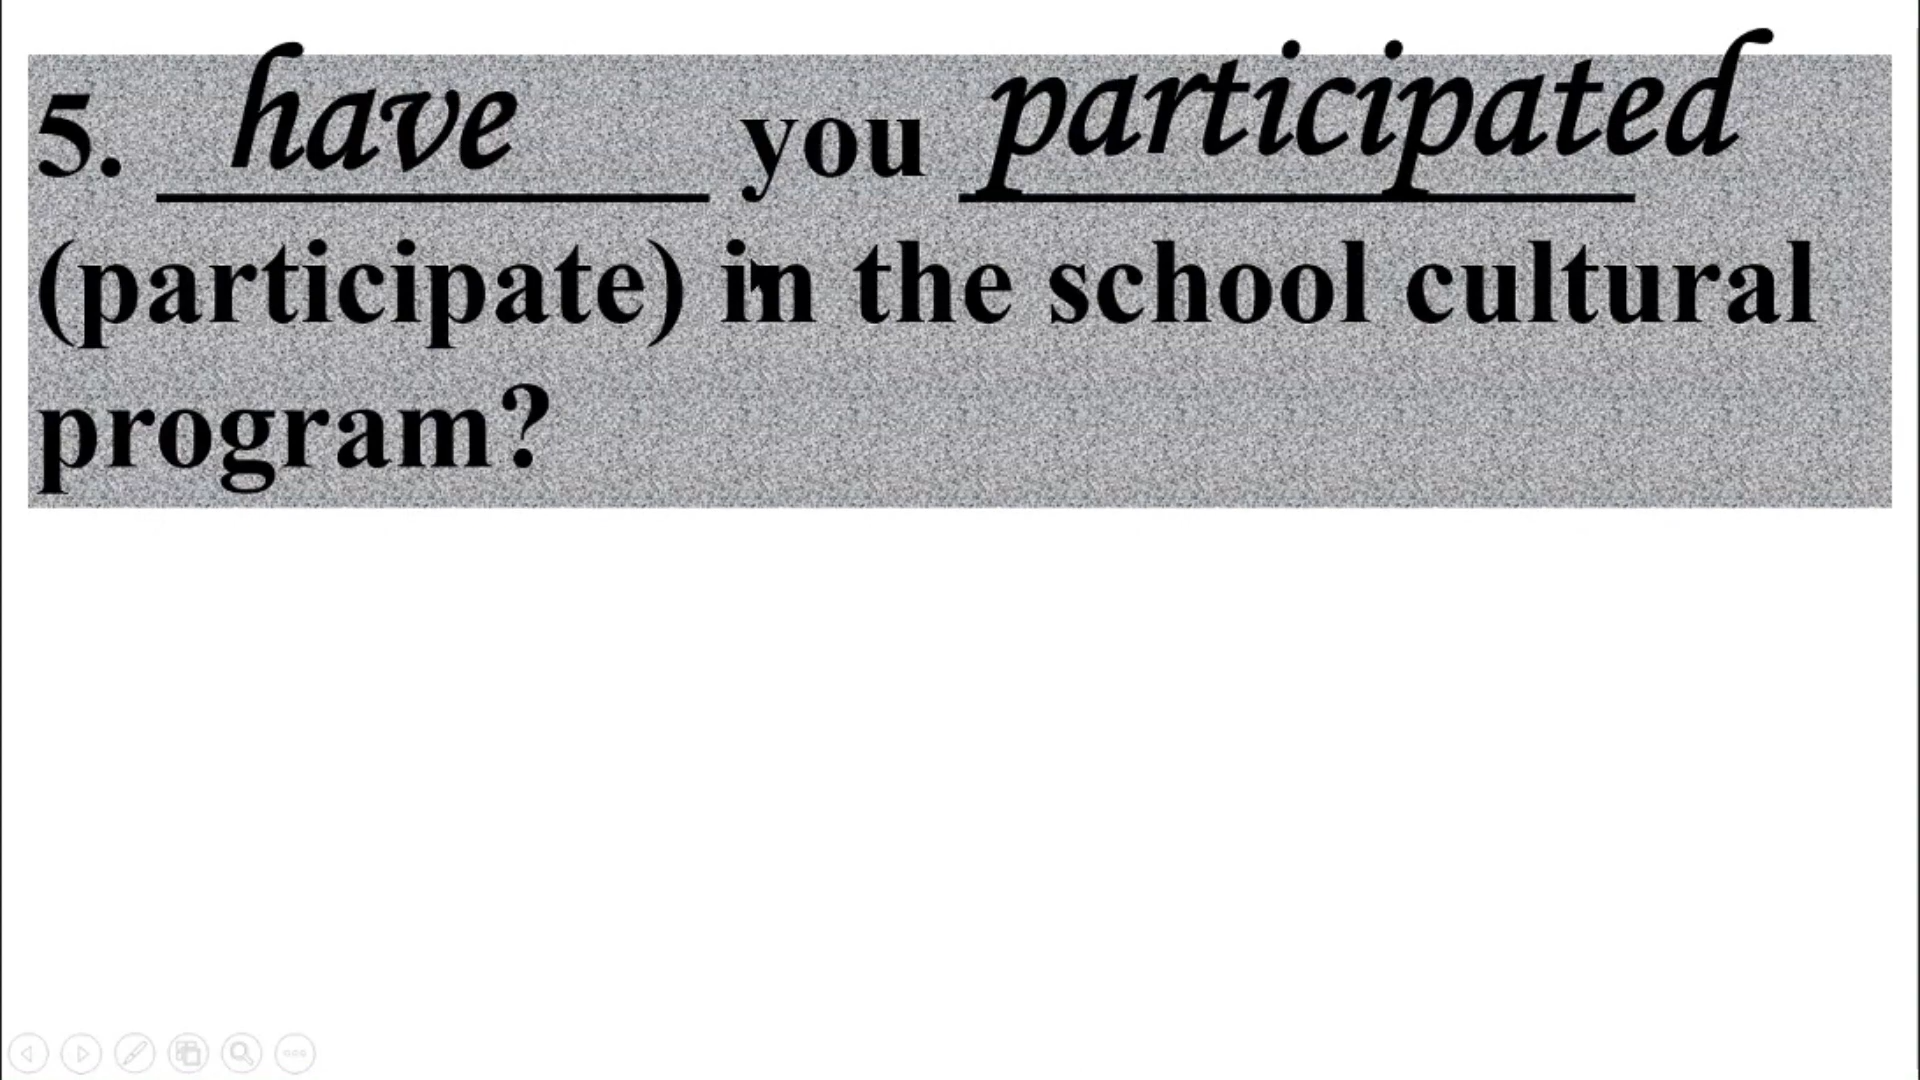 5. have you participated
(participate) in the school cultural
program?